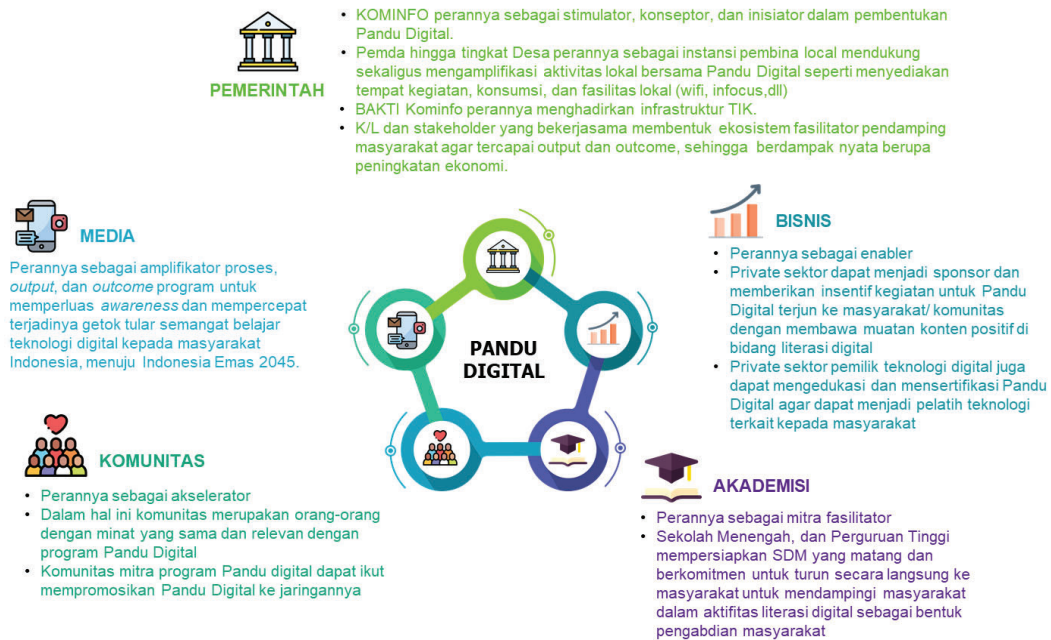 PEMERINTAH
• KOMINFO perannya sebagai stimulator, konseptor, dan inisiator dalam pembentukan
Pandu Digital.
• Pemda hingga tingkat Desa perannya sebagai instansi pembina local mendukung
sekaligus mengamplifikasi aktivitas lokal bersama Pandu Digital seperti menyediakan
tempat kegiatan, konsumsi, dan fasilitas lokal (wifi, infocus,dll)
• BAKTI Kominfo perannya menghadirkan infrastruktur TIK.
• K/L dan stakeholder yang bekerjasama membentuk ekosistem fasilitator pendamping
masyarakat agar tercapai output dan outcome, sehingga berdampak nyata berupa
peningkatan ekonomi.
MEDIA
Perannya sebagai amplifikator proses,
output, dan outcome program untuk
memperluas awareness dan mempercepat
terjadinya getok tular semangat belajar
teknologi digital kepada masyarakat
Indonesia, menuju Indonesia Emas 2045.
PANDU
DIGITAL
BISNIS
• Perannya sebagai enabler
• Private sektor dapat menjadi sponsor dan
memberikan insentif kegiatan untuk Pandu
Digital terjun ke masyarakat/ komunitas
dengan membawa muatan konten positif di
bidang literasi digital
• Private sektor pemilik teknologi digital juga
dapat mengedukasi dan mensertifikasi Pandu
Digital agar dapat menjadi pelatih teknologi
terkait kepada masyarakat
KOMUNITAS
• Perannya sebagai akselerator
• Dalam hal ini komunitas merupakan orang-orang
dengan minat yang sama dan relevan dengan
program Pandu Digital
• Komunitas mitra program Pandu digital dapat ikut
mempromosikan Pandu Digital ke jaringannya
AKADEMISI
• Perannya sebagai mitra fasilitator
• Sekolah Menengah, dan Perguruan Tinggi
mempersiapkan SDM yang matang dan
berkomitmen untuk turun secara langsung ke
masyarakat untuk mendampingi masyarakat
dalam aktifitas literasi digital sebagai bentuk
pengabdian masyarakat